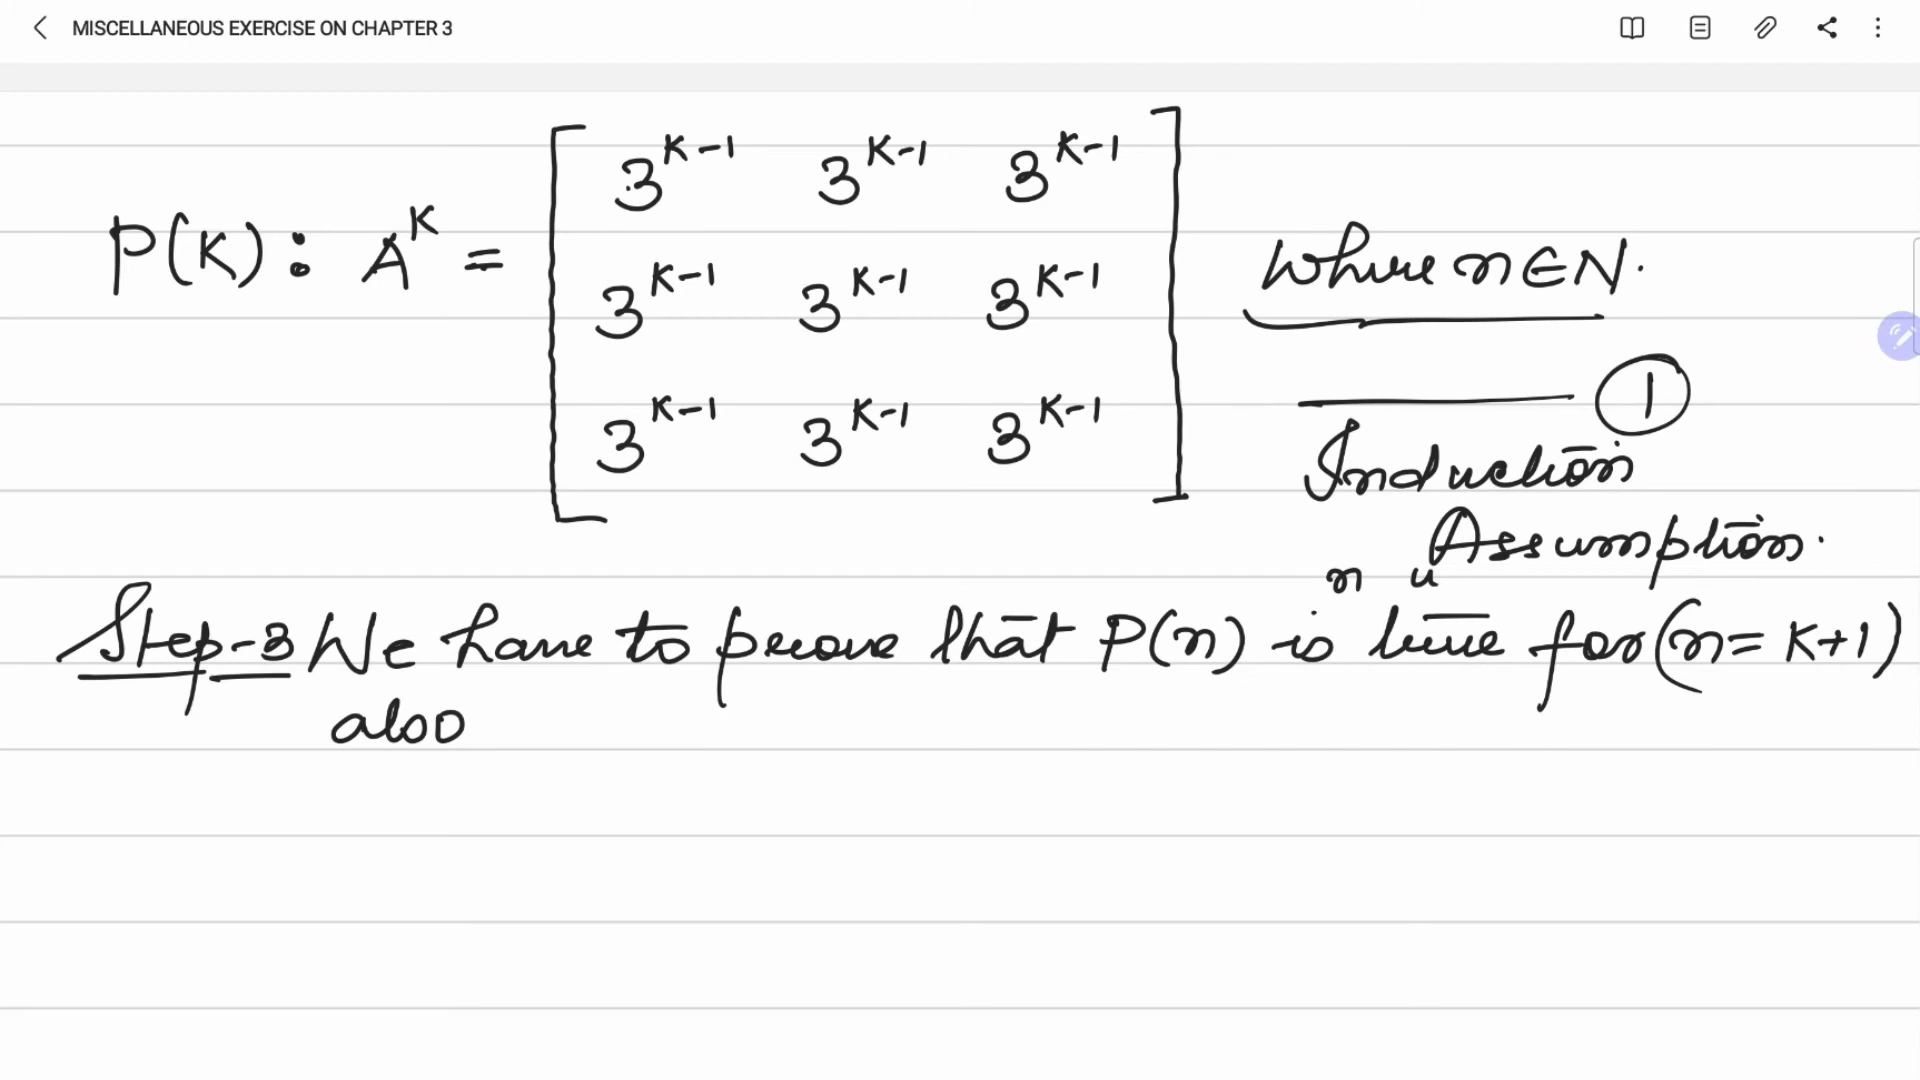 MISCELLANEOUS EXERCISE ON CHAPTER 3
3^(K-1) 3^(K-1) 3^(K-1)
P(K): A^K = 3^(K-1) 3^(K-1) 3^(K-1) where n∈N.
3^(K-1) 3^(K-1) 3^(K-1) ——— ①
Induction
Assumption.
n u
Step-3 We have to prove that P(n) is true for (n = K+1)
also